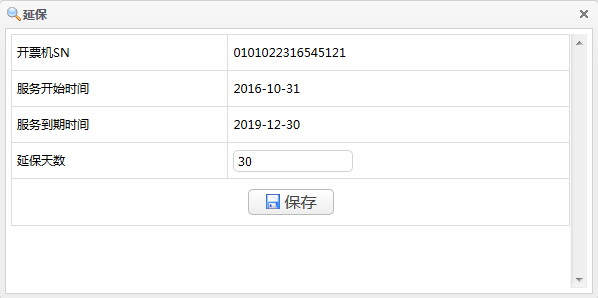 延保
开票机SN 0101022316545121
服务开始时间 2016-10-31
服务到期时间 2019-12-30
延保天数 30
保存